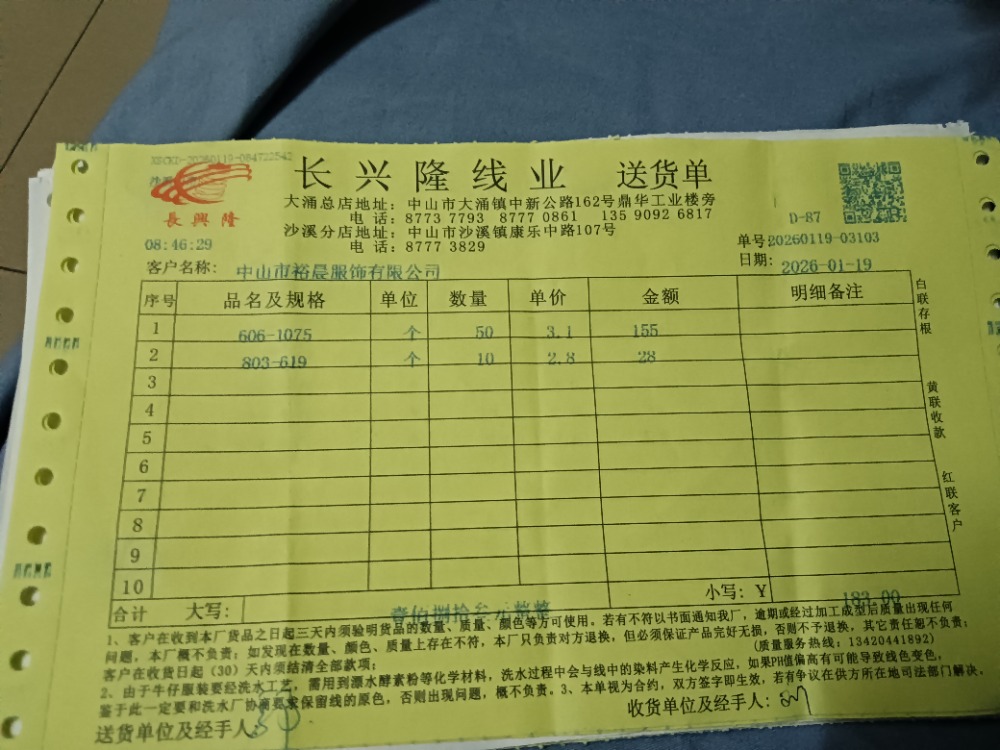 XSCKD-20260119-084722542
长兴隆线业 送货单
長興隆
大涌总店地址：中山市大涌镇中新公路162号鼎华工业楼旁
电 话：8773 7793 8777 0861 135 9092 6817
沙溪分店地址：中山市沙溪镇康乐中路107号
电 话：8777 3829
D-87
08:46:29
单号:20260119-03103
客户名称：中山市裕晨服饰有限公司
日期：2026-01-19
序号 品名及规格 单位 数量 单价 金额 明细备注
1 606-1075 个 50 3.1 155
2 803-619 个 10 2.8 28
3
4
5
6
7
8
9
10
合计 大写：壹佰捌拾叁元整 小写：Y 183.00
白联存根
黄联收款
红联客户
1、客户在收到本厂货品之日起三天内须验明货品的数量、质量、颜色等方可使用。若有不符以书面通知我厂，逾期或经过加工成型后质量出现任何
问题，本厂概不负责；如发现在数量、颜色、质量上存在不符，本厂只负责对方退换，但必须保证产品完好无损，否则不予退换，其它责任恕不负责；
客户在收货日起（30）天内须结清全部款项； (质量服务热线：13420441892)
2、由于牛仔服装要经洗水工艺，需用到漂水酵素粉等化学材料，洗水过程中会与线中的染料产生化学反应，如果PH值偏高有可能导致线色变色，
鉴于此一定要和洗水厂协商要求保留线的原色，否则出现问题，概不负责。3、本单视为合约，双方签字即生效，若有争议在供方所在地司法部门解决。
送货单位及经手人： 收货单位及经手人：